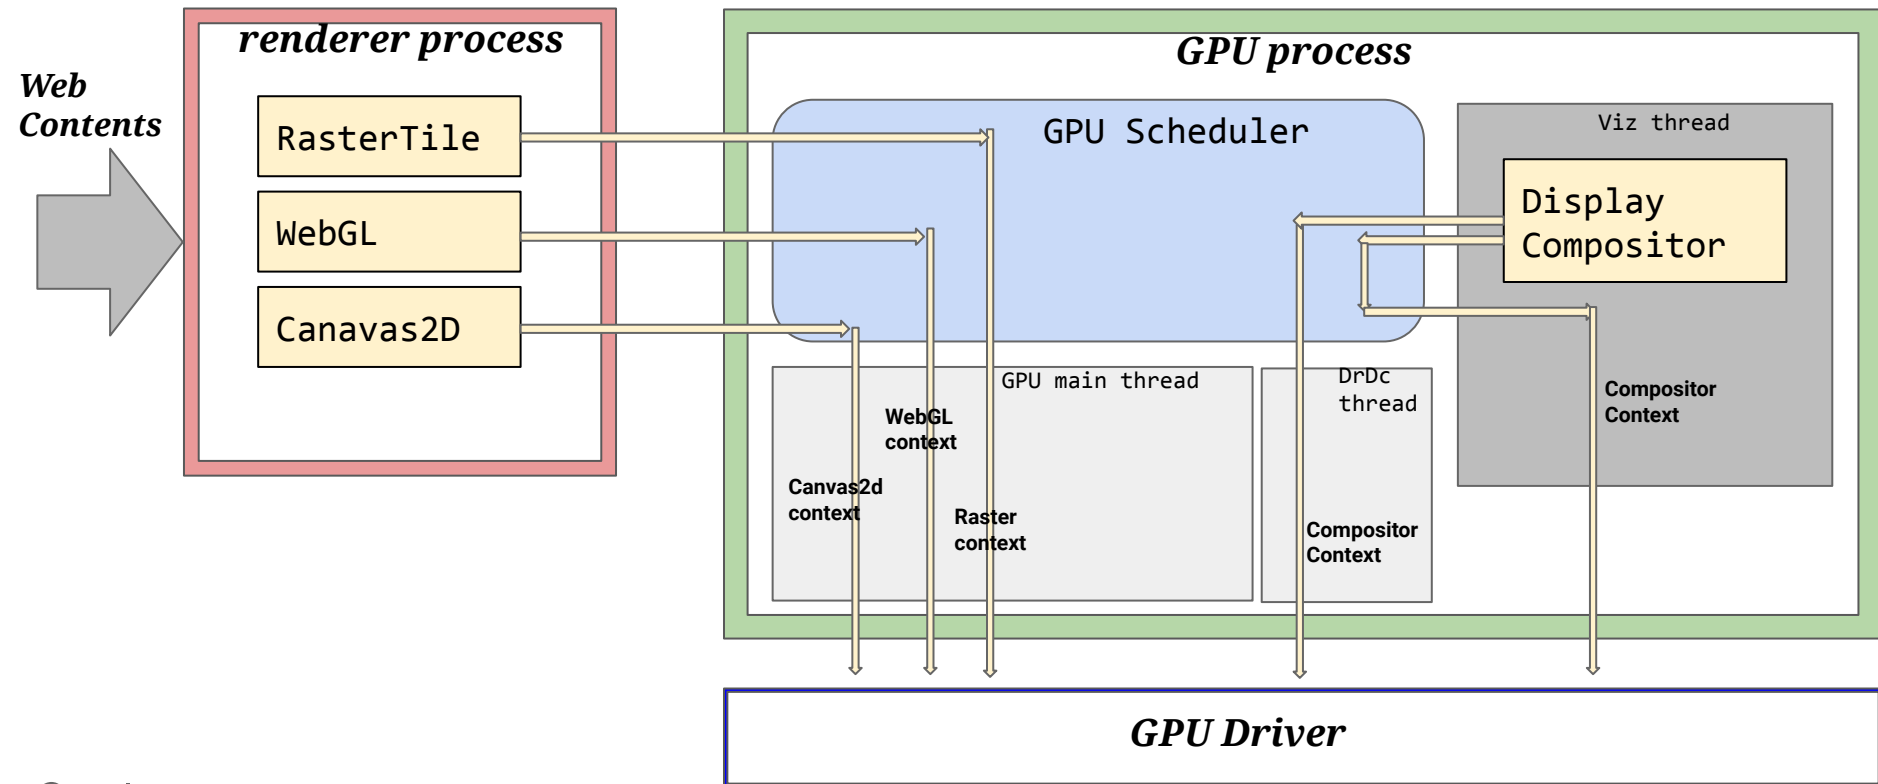 renderer process
GPU process
Web
Contents
RasterTile
WebGL
Canavas2D
GPU Scheduler
Viz thread
Display
Compositor
GPU main thread
DrDc
thread
WebGL
context
Canvas2d
context
Raster
context
Compositor
Context
Compositor
Context
GPU Driver